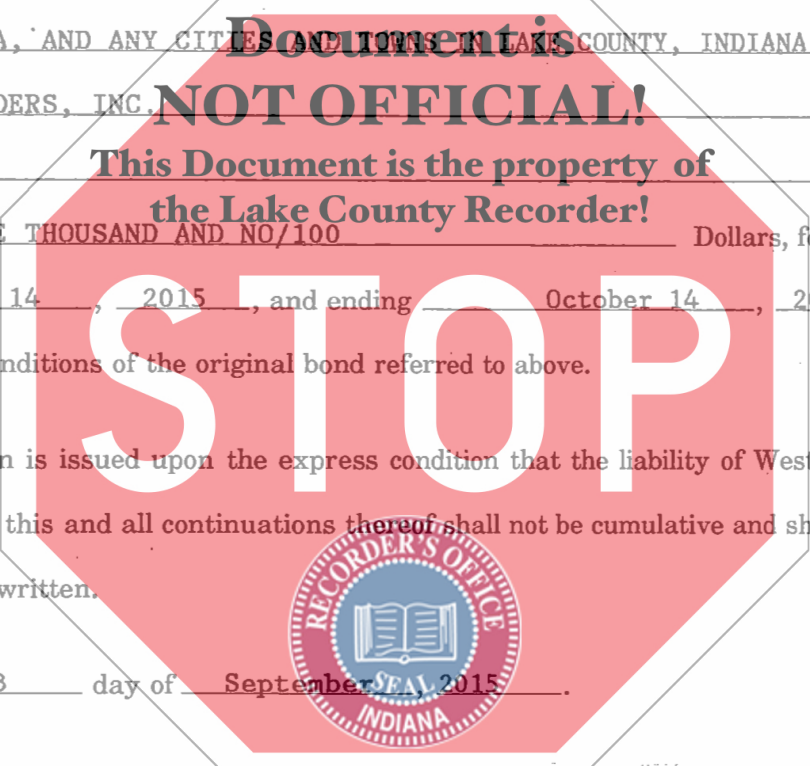 A, AND ANY CITIES AND TOWNS IN LAKE COUNTY, INDIANA
Document is
DERS, INC.
NOT OFFICIAL!
This Document is the property of
the Lake County Recorder!
E THOUSAND AND NO/100 Dollars, fo
14, 2015, and ending October 14, 20
STOP
nditions of the original bond referred to above.
n is issued upon the express condition that the liability of West
this and all continuations thereof shall not be cumulative and sh
written.
RECORDER'S OFFICE
SEAL
INDIANA
3 day of September, 2015.